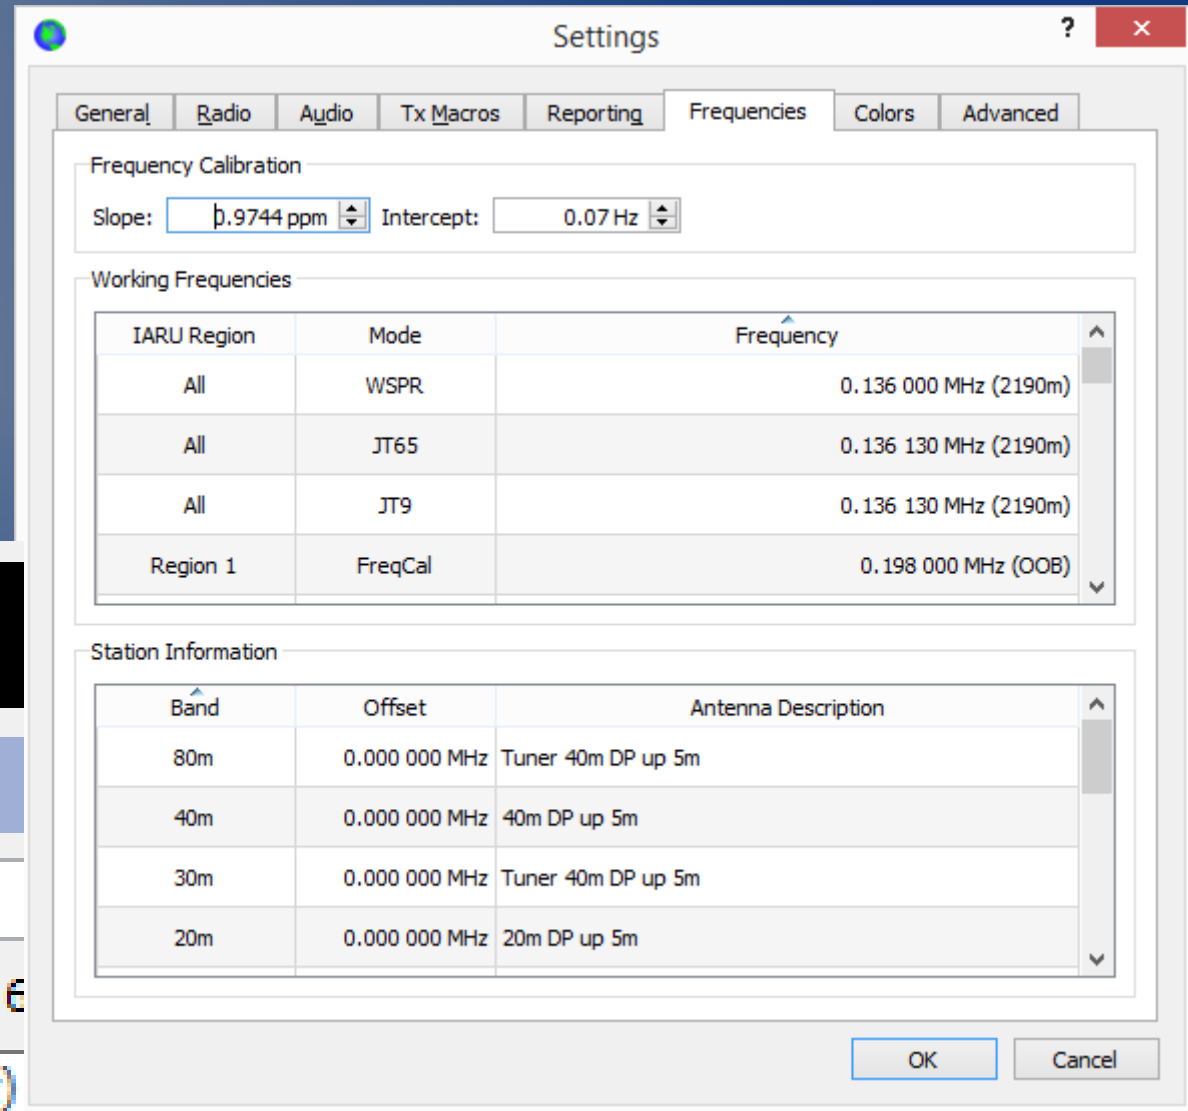 Settings
?
General Radio Audio Tx Macros Reporting Frequencies Colors Advanced
Frequency Calibration
Slope: 0.9744 ppm Intercept: 0.07 Hz
Working Frequencies
IARU Region Mode Frequency
All WSPR 0.136 000 MHz (2190m)
All JT65 0.136 130 MHz (2190m)
All JT9 0.136 130 MHz (2190m)
Region 1 FreqCal 0.198 000 MHz (OOB)
Station Information
Band Offset Antenna Description
80m 0.000 000 MHz Tuner 40m DP up 5m
40m 0.000 000 MHz 40m DP up 5m
30m 0.000 000 MHz Tuner 40m DP up 5m
20m 0.000 000 MHz 20m DP up 5m
OK Cancel